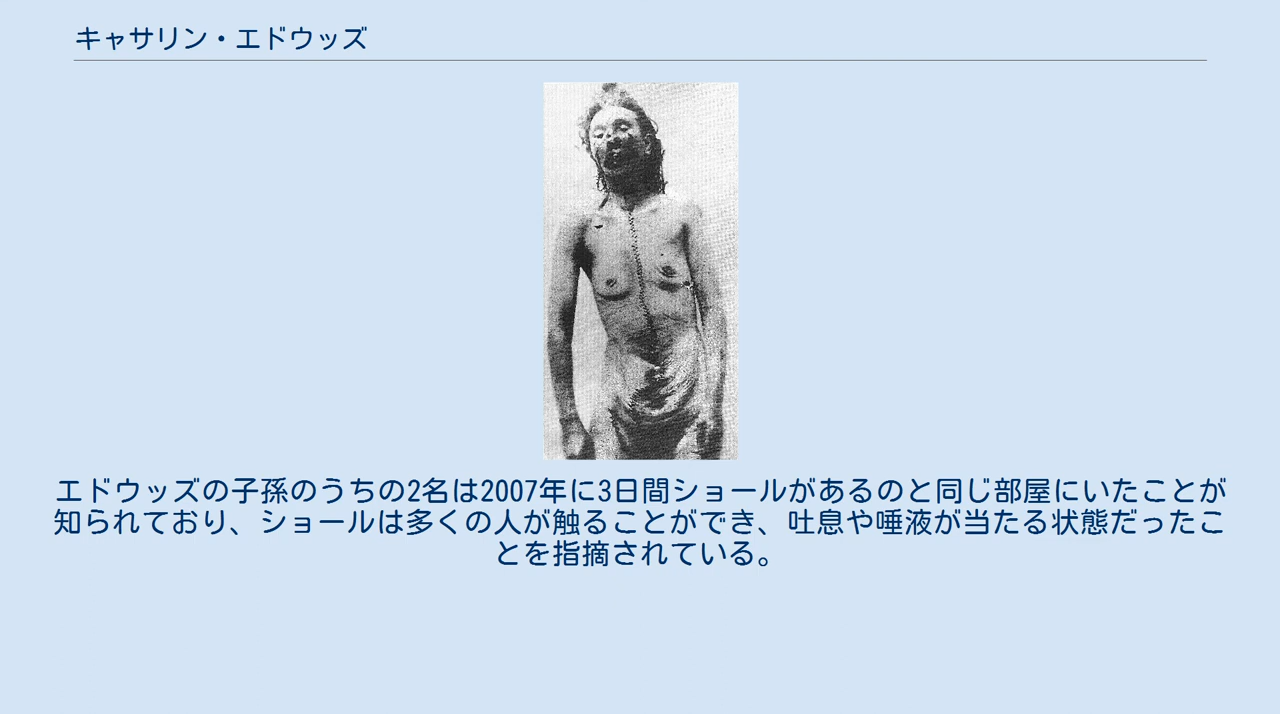 キャサリン・エドウッズ
エドウッズの子孫のうちの2名は2007年に3日間ショールがあるのと同じ部屋にいたことが
知られており、ショールは多くの人が触ることができ、吐息や唾液が当たる状態だったこ
とを指摘されている。